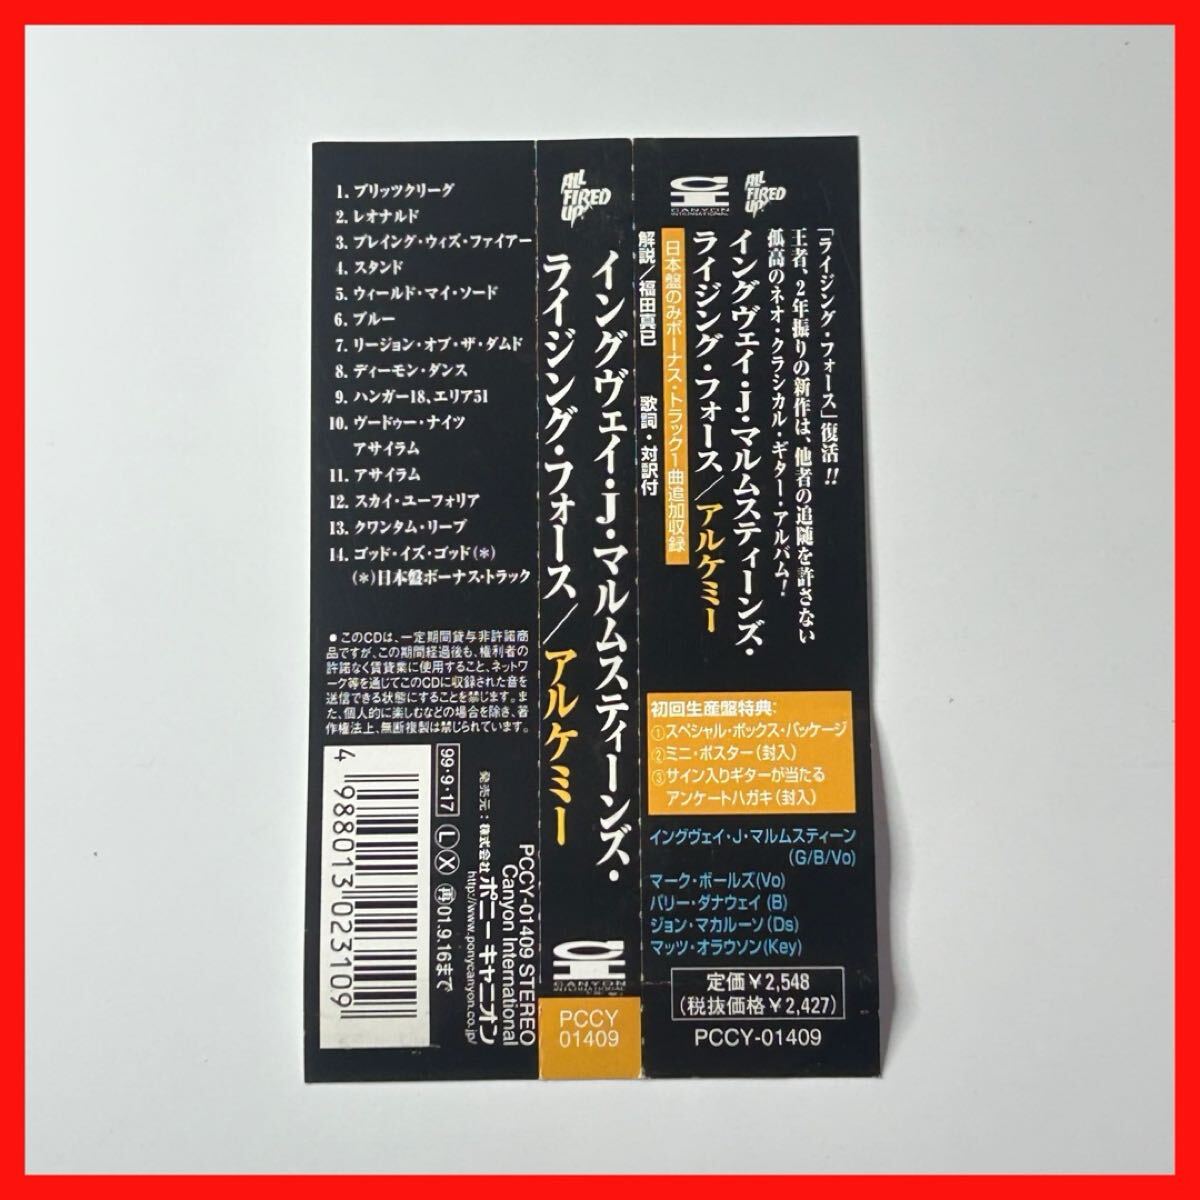 1. ブリッツクリーグ
2. レオナルド
3. プレイング・ウィズ・ファイアー
4. スタンド
5. ウィールド・マイ・ソード
6. ブルー
7. リージョン・オブ・ザ・ダムド
8. ディーモン・ダンス
9. ハンガー18、エリア51
10. ヴードゥー・ナイツ
アサイラム
11. アサイラム
12. スカイ・ユーフォリア
13. クワンタム・リープ
14. ゴッド・イズ・ゴッド(*)
(*)日本盤ボーナス・トラック
●このCDは、一定期間貸与非許諾商
品ですが、この期間経過後も、権利者の
許諾なく賃貸業に使用すること、ネットワ
ーク等を通じてこのCDに収録された音を
送信できる状態にすることを禁じます。ま
た、個人的に楽しむなどの場合を除き、著
作権法上、無断複製は禁じられています。
4 988013 023109
99・9・17 L X 再01.9.16まで
発売元：株式会社ポニーキャニオン
http://www.ponycanyon.co.jp/
Canyon International
PCCY-01409 STEREO
ALL
FIRED
UP
イングヴェイ・J・マルムスティーンズ・
ライジング・フォース／アルケミー
CANYON
INTERNATIONAL
PCCY
01409
CANYON
INTERNATIONAL
ALL
FIRED
UP
「ライジング・フォース」復活!!
王者、2年振りの新作は、他者の追随を許さない
孤高のネオ・クラシカル・ギター・アルバム!
イングヴェイ・J・マルムスティーンズ・
ライジング・フォース／アルケミー
日本盤のみボーナス・トラック1曲追加収録
解説／福田真已 歌詞・対訳付
初回生産盤特典:
①スペシャル・ボックス・パッケージ
②ミニ・ポスター(封入)
③サイン入りギターが当たる
アンケートハガキ(封入)
イングヴェイ・J・マルムスティーン
(G/B/Vo)
マーク・ボールズ(Vo)
バリー・ダナウェイ(B)
ジョン・マカルーソ(Ds)
マッツ・オラウソン(Key)
定価￥2,548
(税抜価格￥2,427)
PCCY-01409